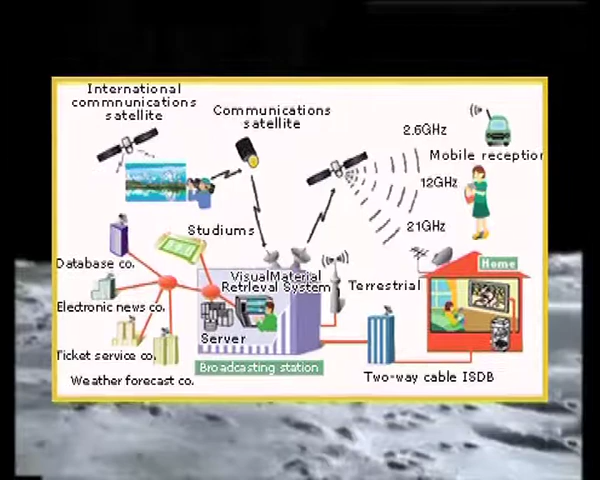 International
commnunications
satellite
Communications
satellite
2.6GHz
Mobile reception
12GHz
21GHz
Studiums
Database co.
VisualMaterial
Retrleval System
Terrestrial
Home
Electronic news co.
Server
Ticket service co.
Broadcasting station
Weather forecast co.
Two-way cable ISDB